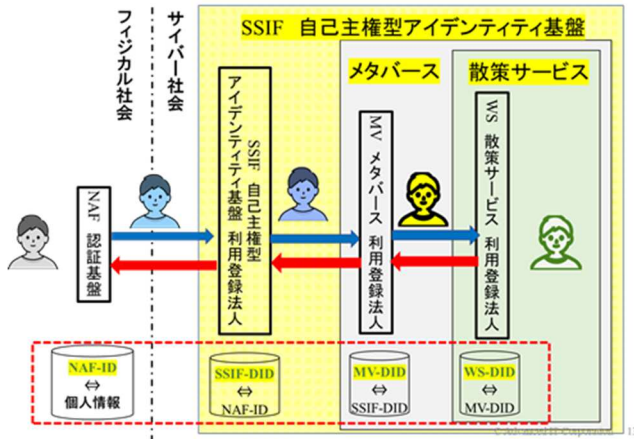 フィジカル社会
サイバー社会
SSIF 自己主権型アイデンティティ基盤
メタバース
散策サービス
NAF 認証基盤
SSIF 自己主権型
アイデンティティ基盤 利用登録法人
MV メタバース 利用登録法人
WS 散策サービス 利用登録法人
NAF-ID
⇔
個人情報
SSIF-DID
⇔
NAF-ID
MV-DID
⇔
SSIF-DID
WS-DID
⇔
MV-DID
© Advanced IT Corporation